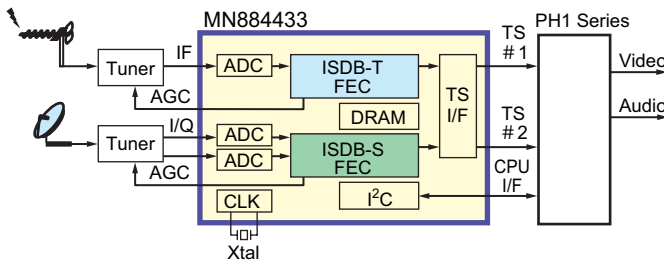 MN884433
PH1 Series
TS
#1
IF
ADC
ISDB-T
FEC
Tuner
AGC
DRAM
TS
I/F
Video
Audio
I/Q
ADC
ADC
ISDB-S
FEC
Tuner
AGC
TS
#2
CPU
I/F
CLK
I²C
Xtal